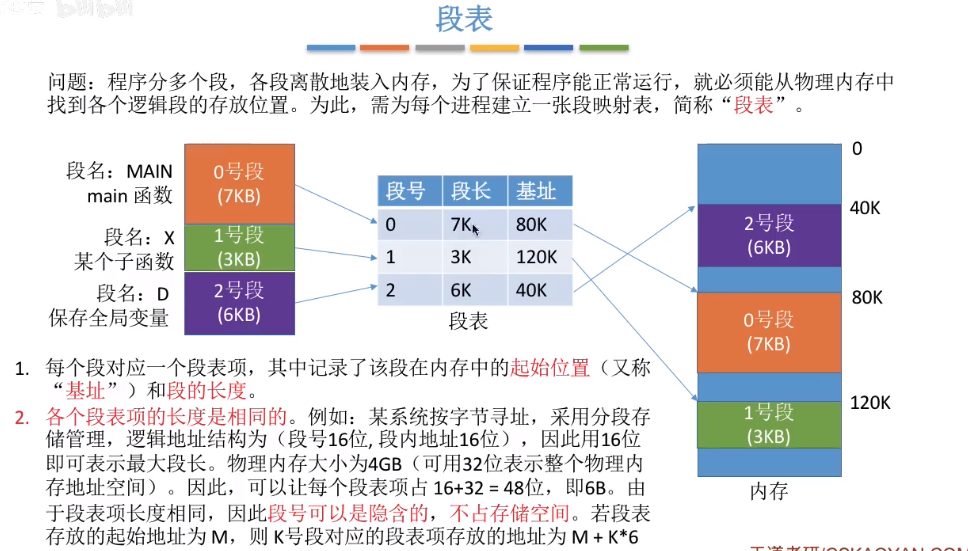 段表
问题：程序分多个段，各段离散地装入内存，为了保证程序能正常运行，就必须能从物理内存中
找到各个逻辑段的存放位置。为此，需为每个进程建立一张段映射表，简称“段表”。
段名：MAIN
main 函数
0号段
(7KB)
段名：X
某个子函数
1号段
(3KB)
段名：D
保存全局变量
2号段
(6KB)
段号 段长 基址
0 7K 80K
1 3K 120K
2 6K 40K
段表
0
40K
2号段
(6KB)
80K
0号段
(7KB)
120K
1号段
(3KB)
内存
1. 每个段对应一个段表项，其中记录了该段在内存中的起始位置（又称
“基址”）和段的长度。
2. 各个段表项的长度是相同的。例如：某系统按字节寻址，采用分段存
储管理，逻辑地址结构为（段号16位, 段内地址16位），因此用16位
即可表示最大段长。物理内存大小为4GB（可用32位表示整个物理内
存地址空间）。因此，可以让每个段表项占 16+32 = 48位，即6B。由
于段表项长度相同，因此段号可以是隐含的，不占存储空间。若段表
存放的起始地址为 M，则 K号段对应的段表项存放的地址为 M + K*6